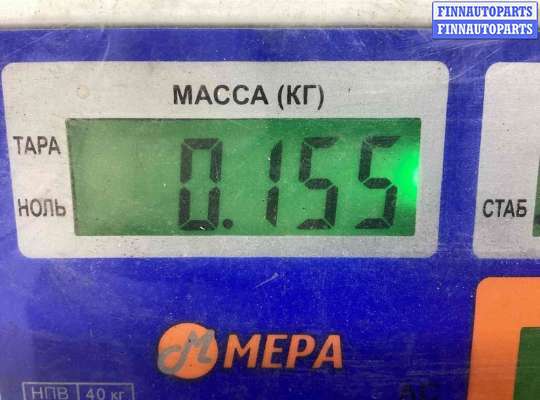 FINNAUTOPARTS
FINNAUTOPARTS
МАССА (КГ)
ТАРА
0.155
НОЛЬ
СТАБ
МЕРА
НПВ 40 кг